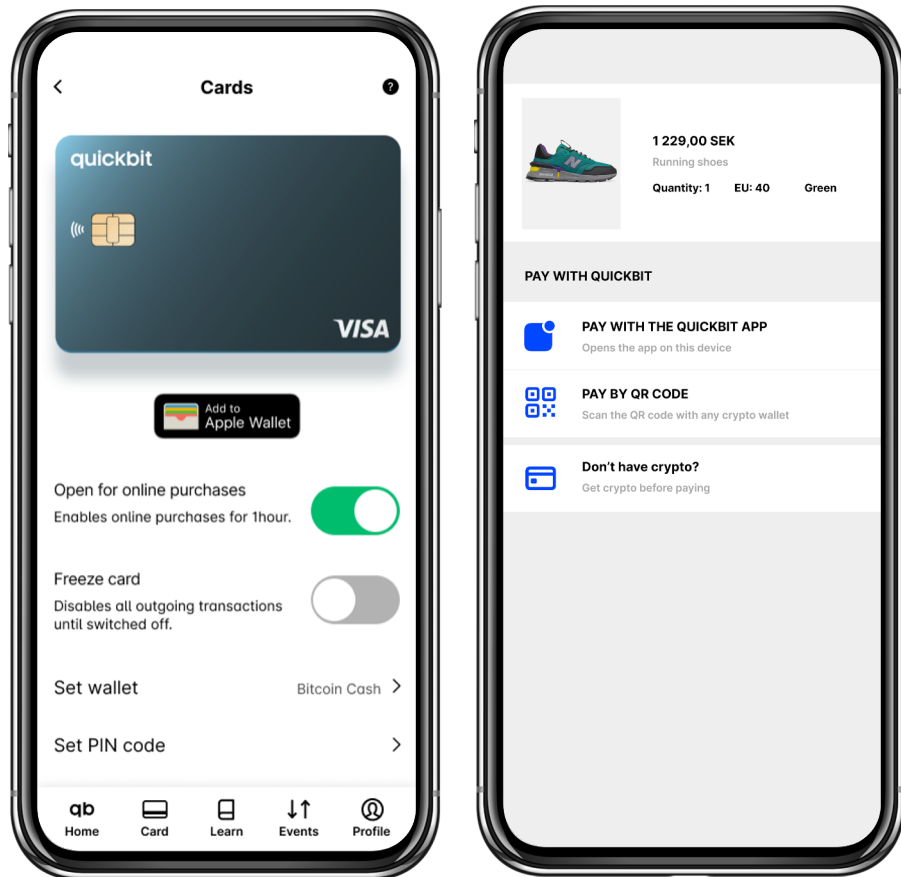 Cards
?
quickbit
VISA
Add to
Apple Wallet
Open for online purchases
Enables online purchases for 1hour.
Freeze card
Disables all outgoing transactions
until switched off.
Set wallet
Bitcoin Cash
Set PIN code
qb
Home
Card
Learn
Events
Profile
N
1 229,00 SEK
Running shoes
Quantity: 1 EU: 40 Green
PAY WITH QUICKBIT
PAY WITH THE QUICKBIT APP
Opens the app on this device
PAY BY QR CODE
Scan the QR code with any crypto wallet
Don't have crypto?
Get crypto before paying